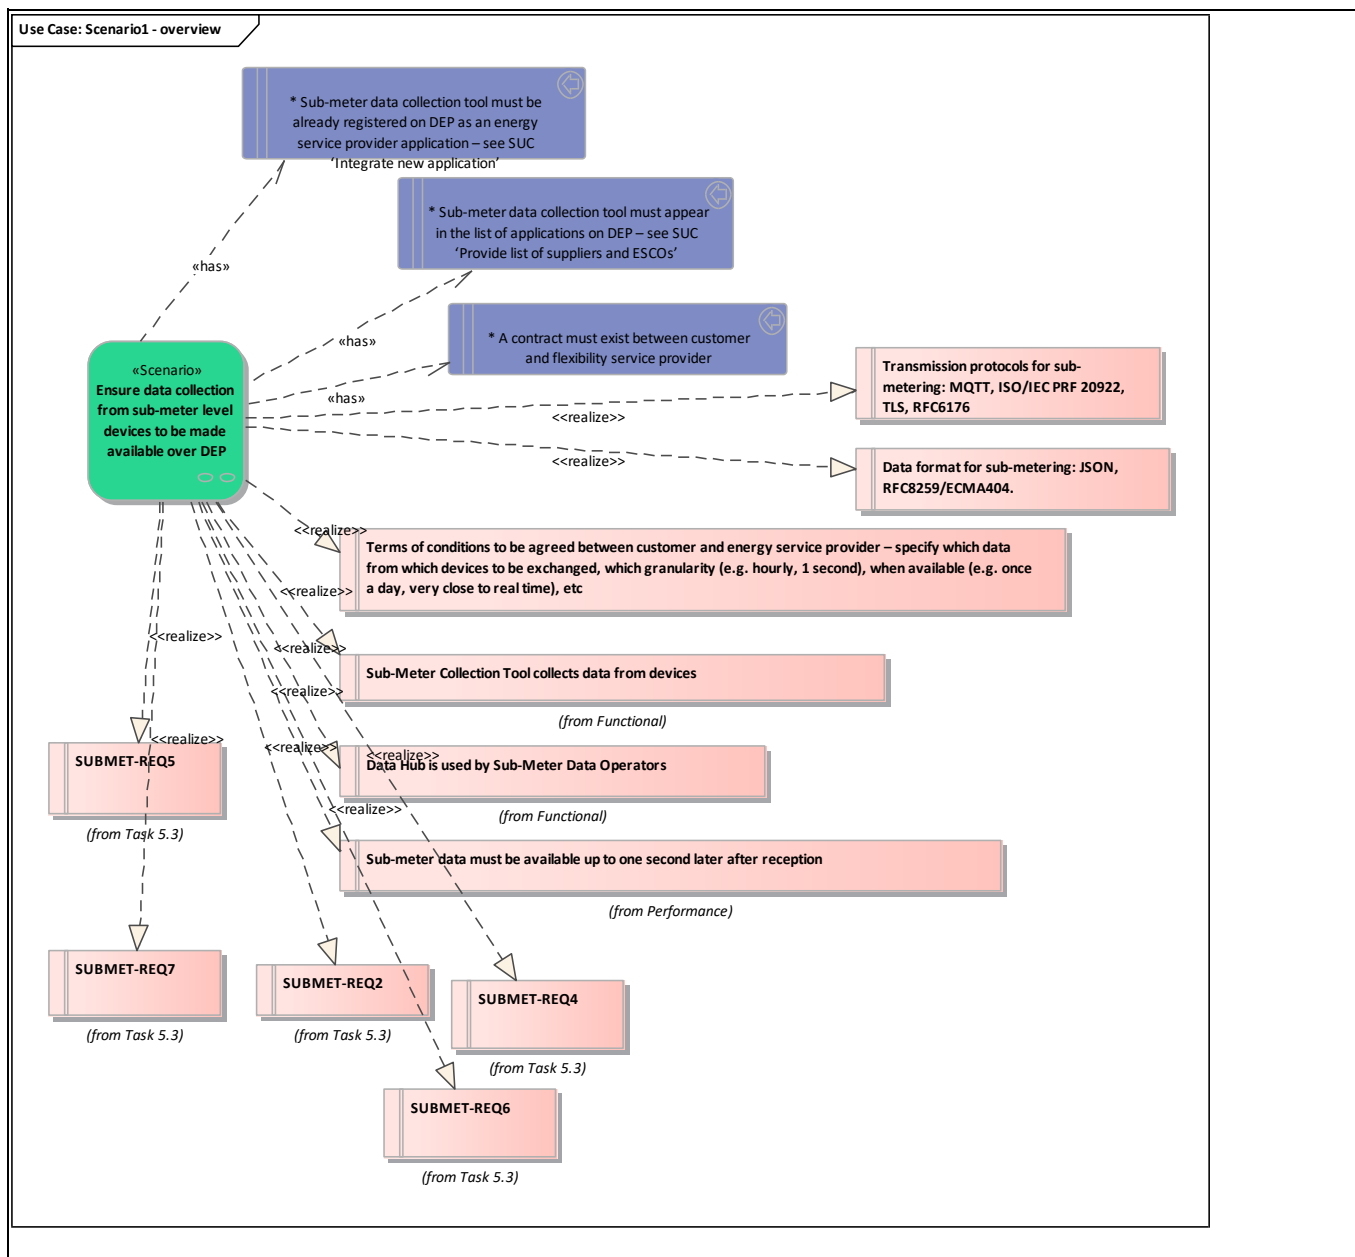 Use Case: Scenario1 - overview
* Sub-meter data collection tool must be
already registered on DEP as an energy
service provider application – see SUC
‘Integrate new application’
* Sub-meter data collection tool must appear
in the list of applications on DEP – see SUC
‘Provide list of suppliers and ESCOs’
«has»
* A contract must exist between customer
and flexibility service provider
«has»
«has»
«Scenario»
Ensure data collection
from sub-meter level
devices to be made
available over DEP
Transmission protocols for sub-
metering: MQTT, ISO/IEC PRF 20922,
TLS, RFC6176
<<realize>>
Data format for sub-metering: JSON,
RFC8259/ECMA404.
<<realize>>
<<realize>>
Terms of conditions to be agreed between customer and energy service provider – specify which data
from which devices to be exchanged, which granularity (e.g. hourly, 1 second), when available (e.g. once
a day, very close to real time), etc
<<realize>>
<<realize>>
<<realize>>
Sub-Meter Collection Tool collects data from devices
<<realize>>
(from Functional)
<<realize>>
<<realize>>
<<realize>>
Data Hub is used by Sub-Meter Data Operators
(from Functional)
SUBMET-REQ5
(from Task 5.3)
<<realize>>
Sub-meter data must be available up to one second later after reception
(from Performance)
SUBMET-REQ7
(from Task 5.3)
SUBMET-REQ2
(from Task 5.3)
SUBMET-REQ4
(from Task 5.3)
SUBMET-REQ6
(from Task 5.3)